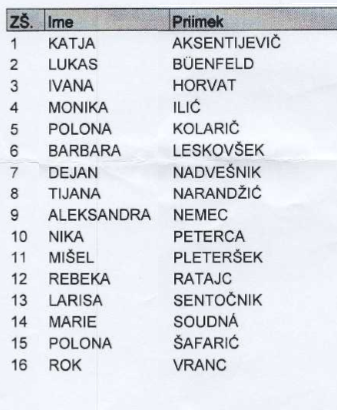 ZŠ. Ime Priimek
1 KATJA AKSENTIJEVIČ
2 LUKAS BÜENFELD
3 IVANA HORVAT
4 MONIKA ILIĆ
5 POLONA KOLARIČ
6 BARBARA LESKOVŠEK
7 DEJAN NADVEŠNIK
8 TIJANA NARANDŽIĆ
9 ALEKSANDRA NEMEC
10 NIKA PETERCA
11 MIŠEL PLETERŠEK
12 REBEKA RATAJC
13 LARISA SENTOČNIK
14 MARIE SOUDNÁ
15 POLONA ŠAFARIĆ
16 ROK VRANC